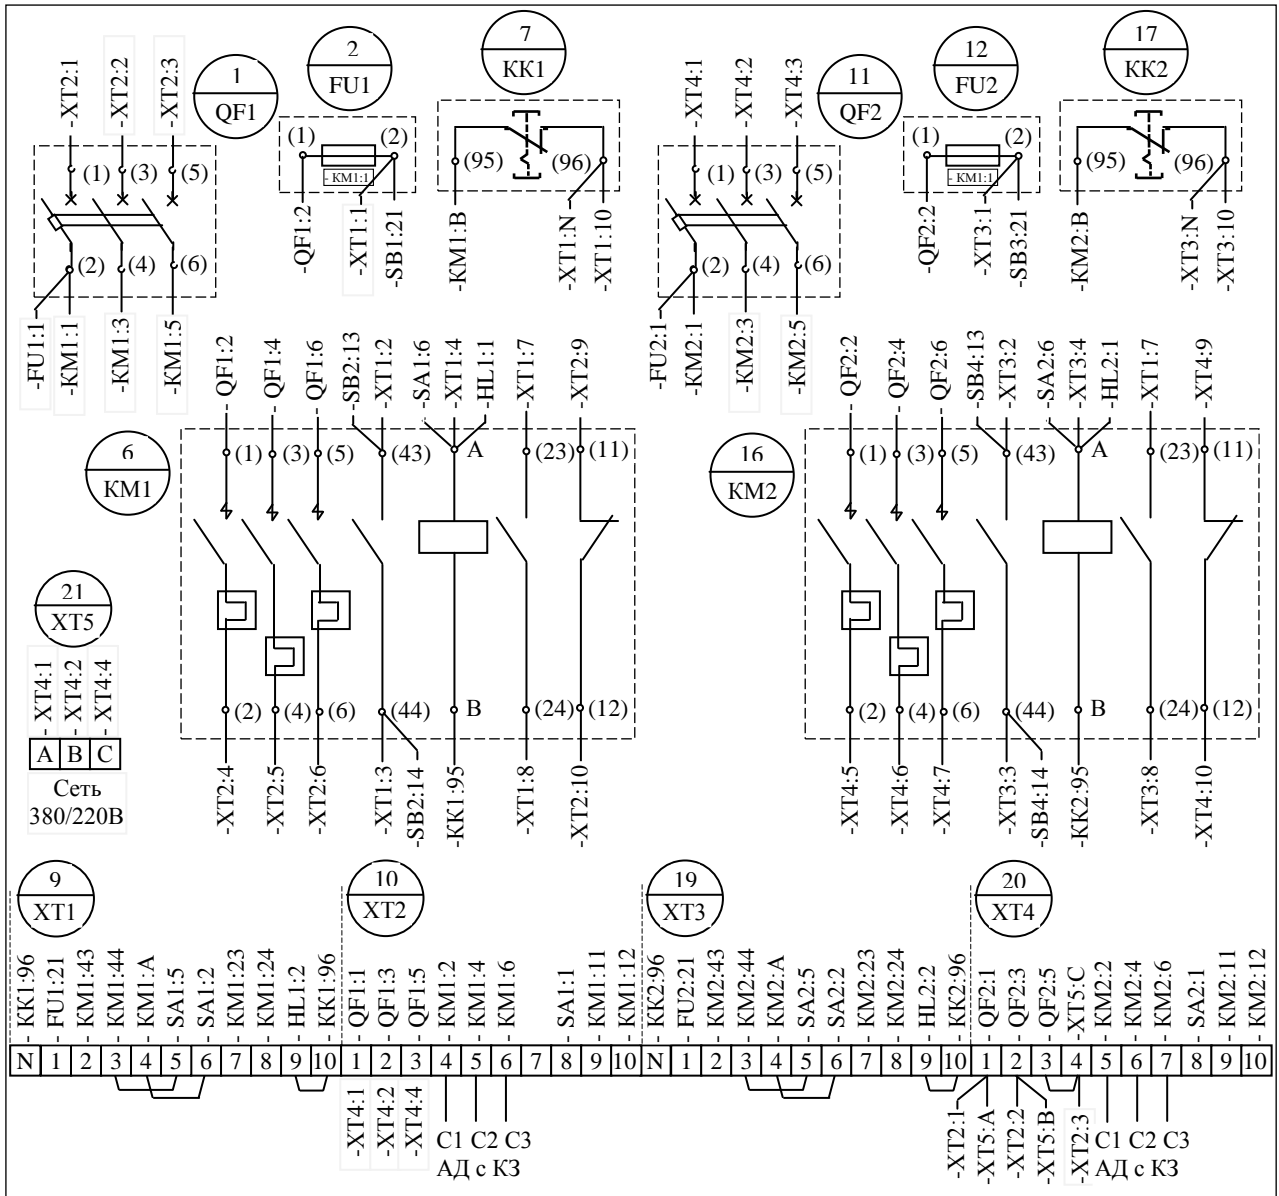 1
QF1
-XT2:1
-XT2:2
-XT2:3
(1)
(3)
(5)
(2)
(4)
(6)
-FU1:1
-KM1:1
-KM1:3
-KM1:5
2
FU1
(1)
(2)
- KM1:1
-QF1:2
-XT1:1
-SB1:21
7
КК1
(95)
(96)
-KM1:B
-XT1:N
-XT1:10
11
QF2
-XT4:1
-XT4:2
-XT4:3
(1)
(3)
(5)
(2)
(4)
(6)
-FU2:1
-KM2:1
-KM2:3
-KM2:5
12
FU2
(1)
(2)
- KM1:1
-QF2:2
-XT3:1
-SB3:21
17
КК2
(95)
(96)
-KM2:B
-XT3:N
-XT3:10
6
КМ1
- QF1:2
- QF1:4
- QF1:6
-SB2:13
- XT1:2
-SA1:6
- XT1:4
- HL1:1
- XT1:7
- XT2:9
(1)
(3)
(5)
(43)
A
(23)
(11)
(2)
(4)
(6)
(44)
B
(24)
(12)
-XT2:4
-XT2:5
-XT2:6
-XT1:3
-SB2:14
-KK1:95
-XT1:8
-XT2:10
16
КМ2
- QF2:2
- QF2:4
- QF2:6
-SB4:13
- XT3:2
-SA2:6
- XT3:4
- HL2:1
- XT1:7
- XT4:9
(1)
(3)
(5)
(43)
A
(23)
(11)
(2)
(4)
(6)
(44)
B
(24)
(12)
-XT4:5
-XT4:6
-XT4:7
-XT3:3
-SB4:14
-KK2:95
-XT3:8
-XT4:10
21
XT5
- XT4:1
- XT4:2
- XT4:4
A B C
Сеть
380/220В
9
XT1
- KK1:96
- FU1:21
- KM1:43
- KM1:44
- KM1:A
- SA1:5
- SA1:2
- KM1:23
- KM1:24
- HL1:2
- KK1:96
N 1 2 3 4 5 6 7 8 9 10
10
XT2
- QF1:1
- QF1:3
- QF1:5
- KM1:2
- KM1:4
- KM1:6
- SA1:1
- KM1:11
- KM1:12
1 2 3 4 5 6 7 8 9 10
-XT4:1
-XT4:2
-XT4:4
C1 C2 C3
АД с КЗ
19
XT3
- KK2:96
- FU2:21
- KM2:43
- KM2:44
- KM2:A
- SA2:5
- SA2:2
- KM2:23
- KM2:24
- HL2:2
- KK2:96
N 1 2 3 4 5 6 7 8 9 10
20
XT4
- QF2:1
- QF2:3
- QF2:5
- XT5:C
- KM2:2
- KM2:4
- KM2:6
- SA2:1
- KM2:11
- KM2:12
1 2 3 4 5 6 7 8 9 10
-XT2:1
-XT5:A
-XT2:2
-XT5:B
-XT2:3
C1 C2 C3
АД с КЗ